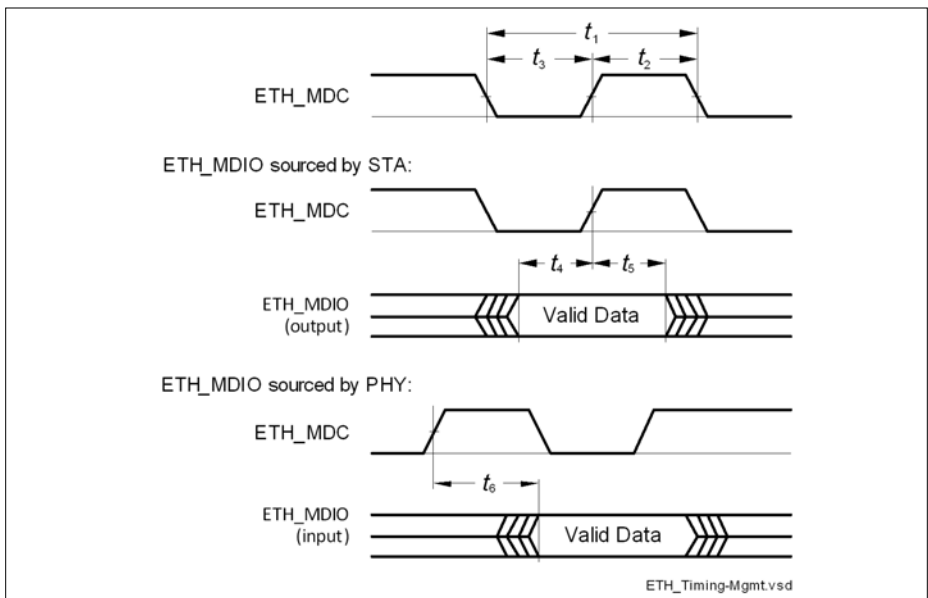 t1
t3 t2
ETH_MDC
ETH_MDIO sourced by STA:
ETH_MDC
t4 t5
ETH_MDIO
(output)
Valid Data
ETH_MDIO sourced by PHY:
ETH_MDC
t6
ETH_MDIO
(input)
Valid Data
ETH_Timing-Mgmt.vsd